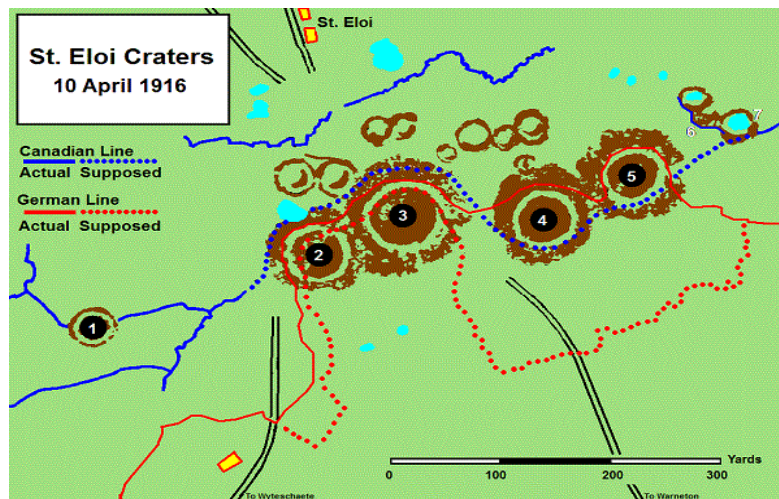 St. Eloi Craters
10 April 1916
St. Eloi
Canadian Line
Actual Supposed
German Line
Actual Supposed
1
2
3
4
5
6
7
Yards
0 100 200 300
To Wyteschaete
To Warneton